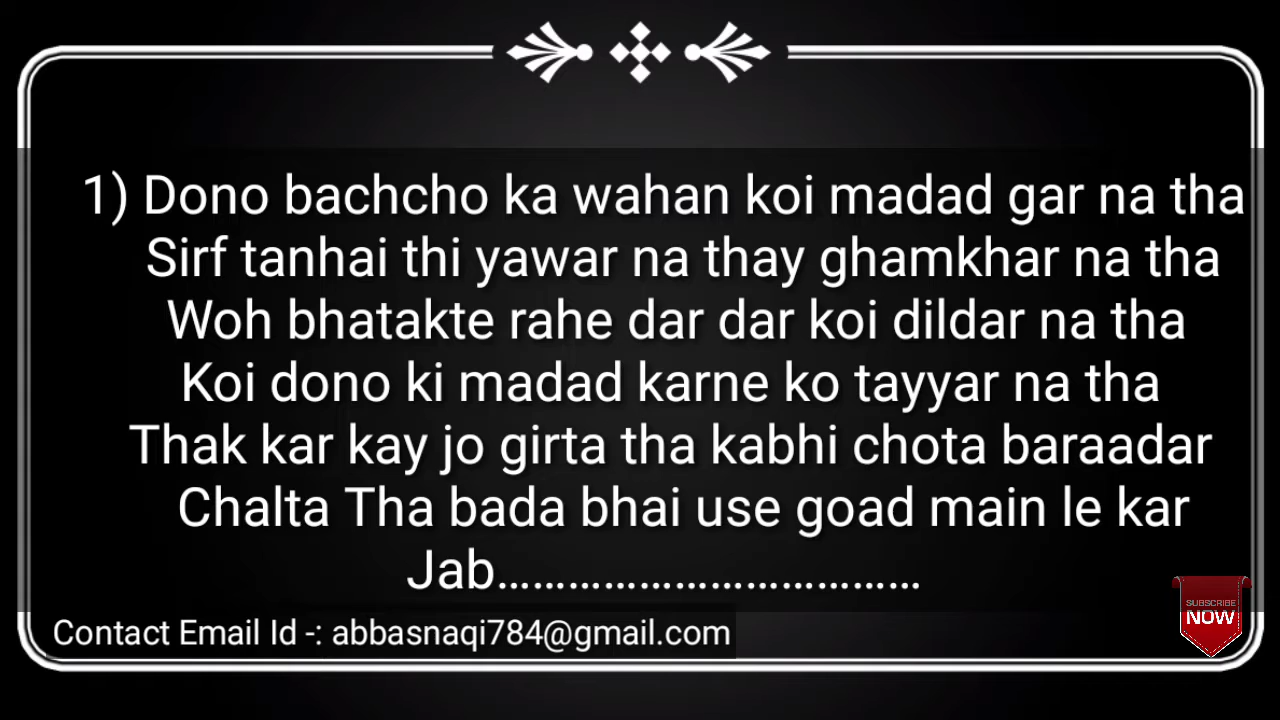 1) Dono bachcho ka wahan koi madad gar na tha
Sirf tanhai thi yawar na thay ghamkhar na tha
Woh bhatakte rahe dar dar koi dildar na tha
Koi dono ki madad karne ko tayyar na tha
Thak kar kay jo girta tha kabhi chota baraadar
Chalta Tha bada bhai use goad main le kar
Jab………………………………
Contact Email Id -: abbasnaqi784@gmail.com
SUBSCRIBE
NOW